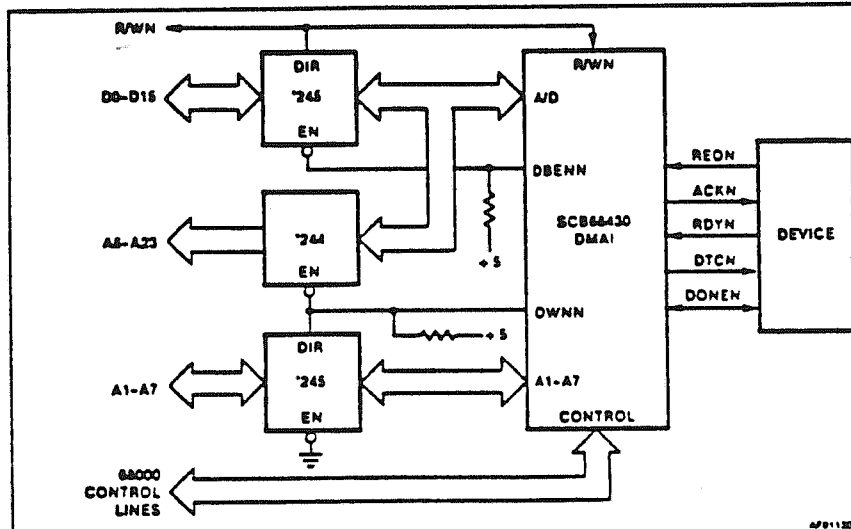 R/WN
DIR
R/WN
D0-D15
*245
A/D
EN
REQN
DBENN
ACKN
SCB68430
DMAI
*244
RDYN
DEVICE
A8-A23
+5
DTCN
EN
DONEN
OWNN
DIR
+5
A1-A7
*245
A1-A7
EN
CONTROL
68000
CONTROL
LINES